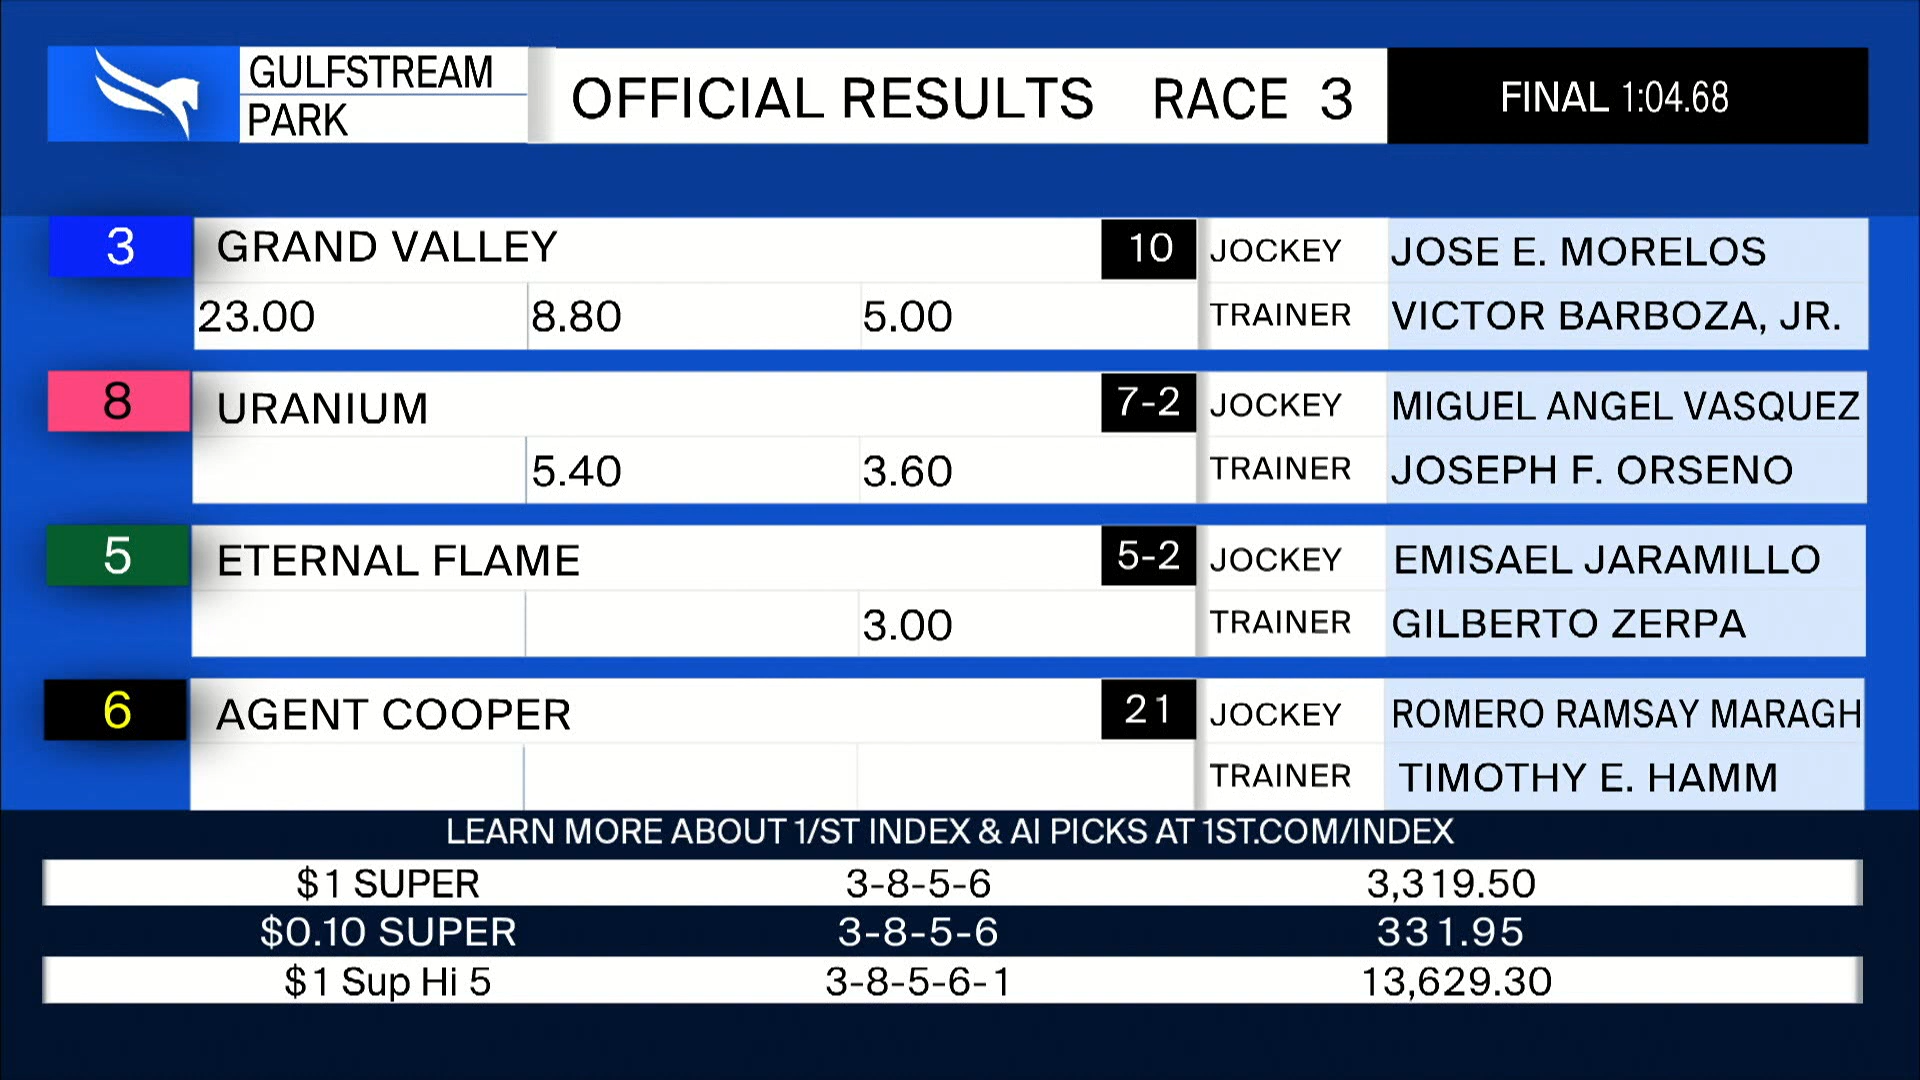 GULFSTREAM
PARK
OFFICIAL RESULTS RACE 3
FINAL 1:04.68
3 GRAND VALLEY 10 JOCKEY JOSE E. MORELOS
23.00 8.80 5.00 TRAINER VICTOR BARBOZA, JR.
8 URANIUM 7-2 JOCKEY MIGUEL ANGEL VASQUEZ
5.40 3.60 TRAINER JOSEPH F. ORSENO
5 ETERNAL FLAME 5-2 JOCKEY EMISAEL JARAMILLO
3.00 TRAINER GILBERTO ZERPA
6 AGENT COOPER 21 JOCKEY ROMERO RAMSAY MARAGH
TRAINER TIMOTHY E. HAMM
LEARN MORE ABOUT 1/ST INDEX & AI PICKS AT 1ST.COM/INDEX
$1 SUPER 3-8-5-6 3,319.50
$0.10 SUPER 3-8-5-6 331.95
$1 Sup Hi 5 3-8-5-6-1 13,629.30